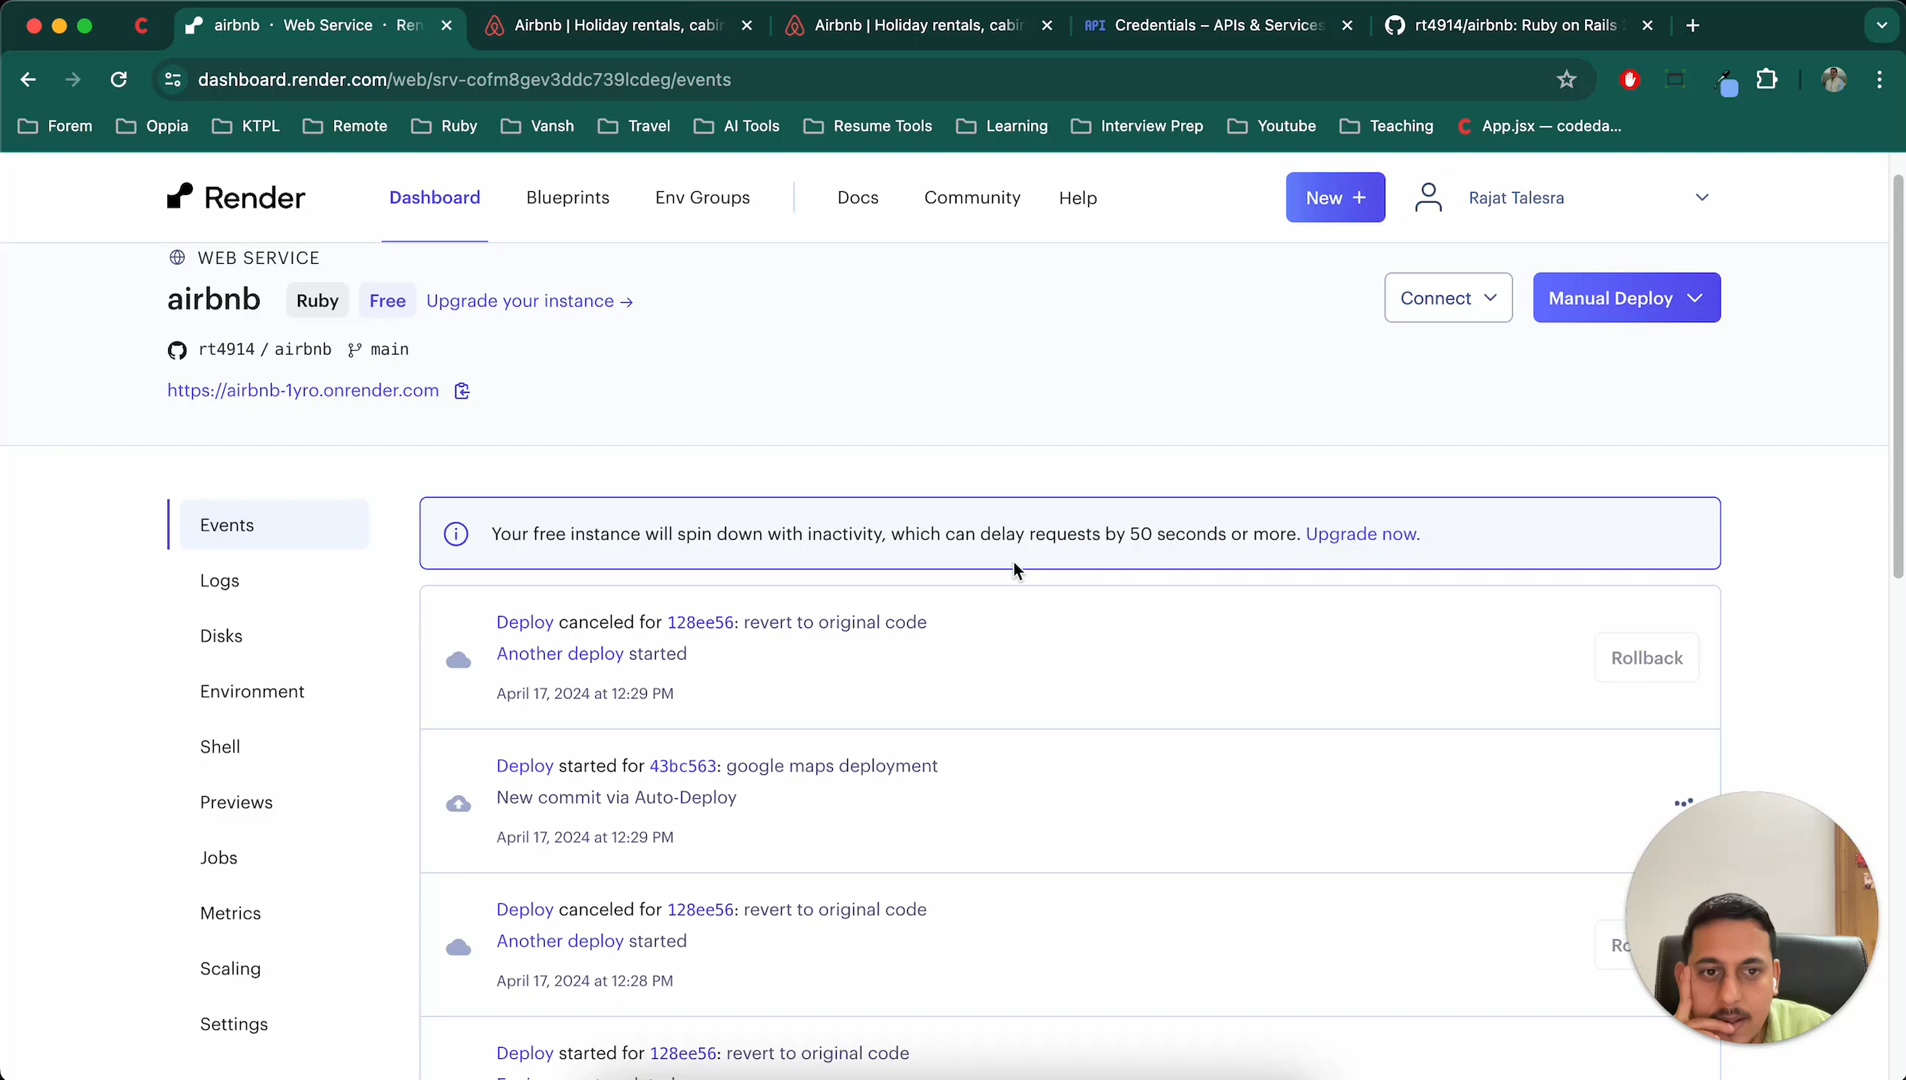 airbnb · Web Service · Ren
Airbnb | Holiday rentals, cabin
Airbnb | Holiday rentals, cabin
API Credentials – APIs & Services
rt4914/airbnb: Ruby on Rails
dashboard.render.com/web/srv-cofm8gev3ddc739lcdeg/events
Forem
Oppia
KTPL
Remote
Ruby
Vansh
Travel
AI Tools
Resume Tools
Learning
Interview Prep
Youtube
Teaching
App.jsx — codeda...
Render
Dashboard
Blueprints
Env Groups
Docs
Community
Help
New +
Rajat Talesra
WEB SERVICE
airbnb Ruby Free Upgrade your instance →
Connect
Manual Deploy
rt4914 / airbnb main
https://airbnb-1yro.onrender.com
Events
Logs
Disks
Environment
Shell
Previews
Jobs
Metrics
Scaling
Settings
Your free instance will spin down with inactivity, which can delay requests by 50 seconds or more. Upgrade now.
Deploy canceled for 128ee56: revert to original code
Another deploy started
April 17, 2024 at 12:29 PM
Rollback
Deploy started for 43bc563: google maps deployment
New commit via Auto-Deploy
April 17, 2024 at 12:29 PM
Deploy canceled for 128ee56: revert to original code
Another deploy started
April 17, 2024 at 12:28 PM
Deploy started for 128ee56: revert to original code